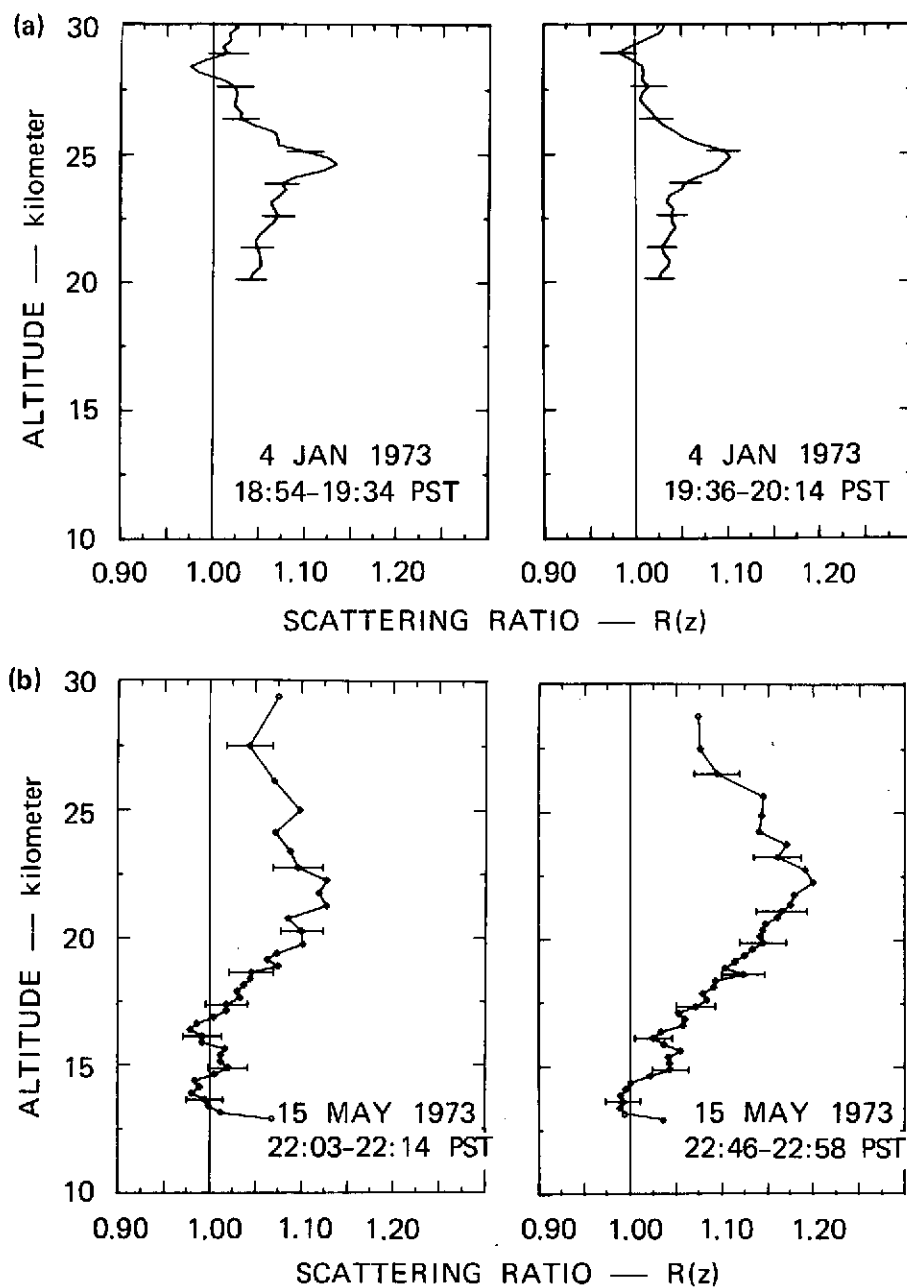 (a)
30
25
20
15
10
ALTITUDE — kilometer
4 JAN 1973
18:54–19:34 PST
4 JAN 1973
19:36–20:14 PST
0.90 1.00 1.10 1.20
0.90 1.00 1.10 1.20
SCATTERING RATIO — R(z)
(b)
30
25
20
15
10
ALTITUDE — kilometer
15 MAY 1973
22:03–22:14 PST
15 MAY 1973
22:46–22:58 PST
0.90 1.00 1.10 1.20
0.90 1.00 1.10 1.20
SCATTERING RATIO — R(z)